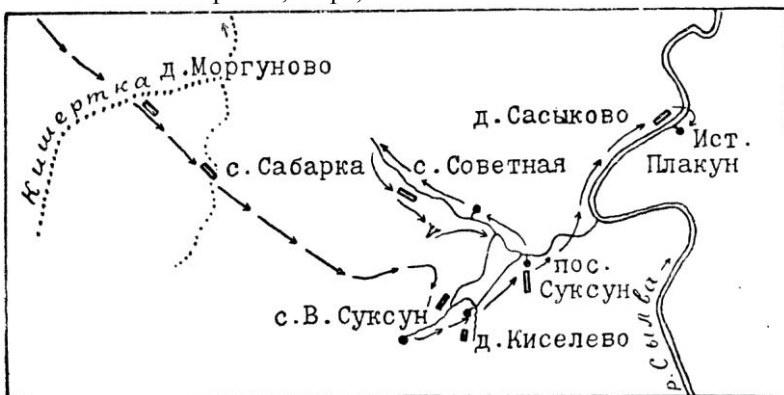 Кишертка
д.Моргуново
д.Сасыково
Ист.
Плакун
с.Сабарка
с.Советная
пос.
Суксун
с.В.Суксун
д.Киселево
р.Сылва